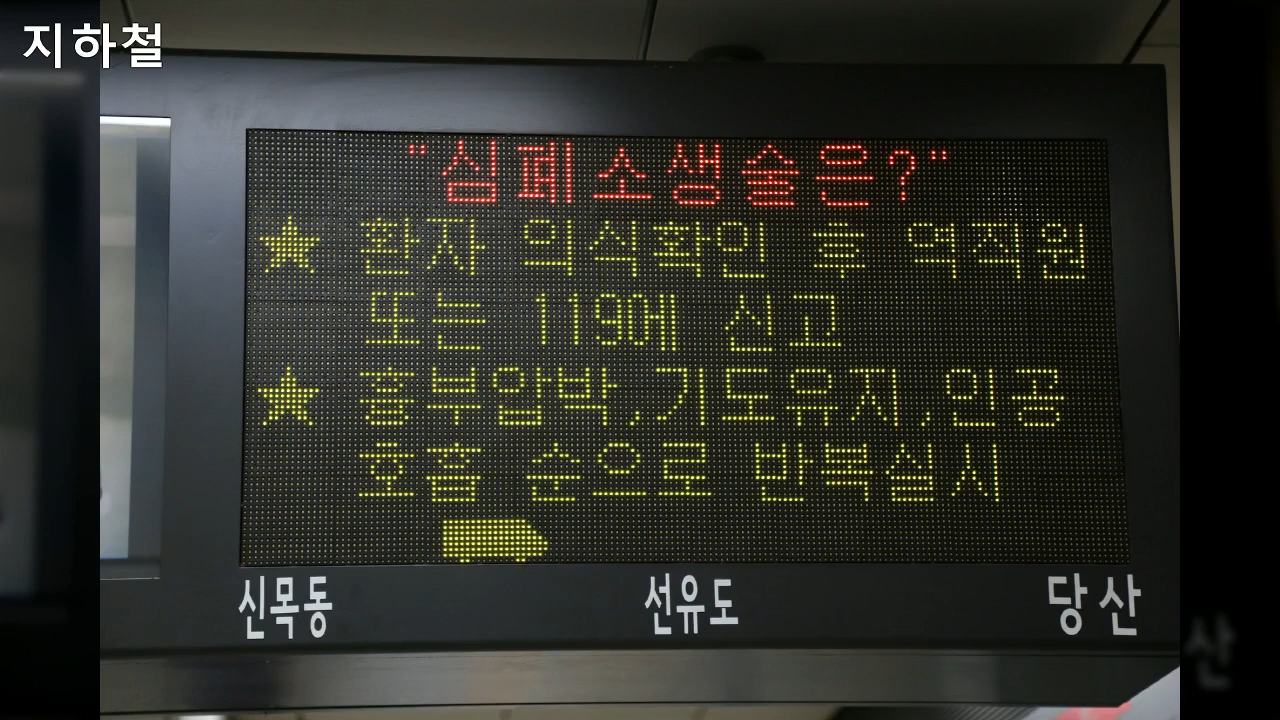 지하철
"심폐소생술은?"
★ 환자 의식확인 후 역직원
또는 119에 신고
★ 흉부압박,기도유지,인공
호흡 순으로 반복실시
신목동 선유도 당산
산